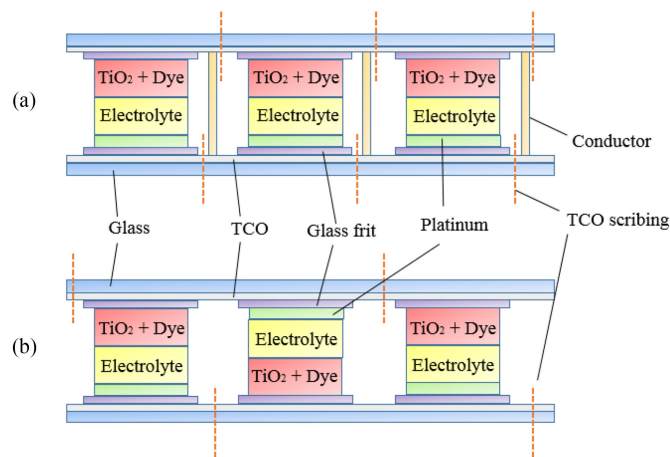 (a)
TiO₂ + Dye
TiO₂ + Dye
TiO₂ + Dye
Electrolyte
Electrolyte
Electrolyte
Conductor
Glass
TCO
Glass frit
Platinum
TCO scribing
(b)
TiO₂ + Dye
Electrolyte
TiO₂ + Dye
Electrolyte
TiO₂ + Dye
Electrolyte